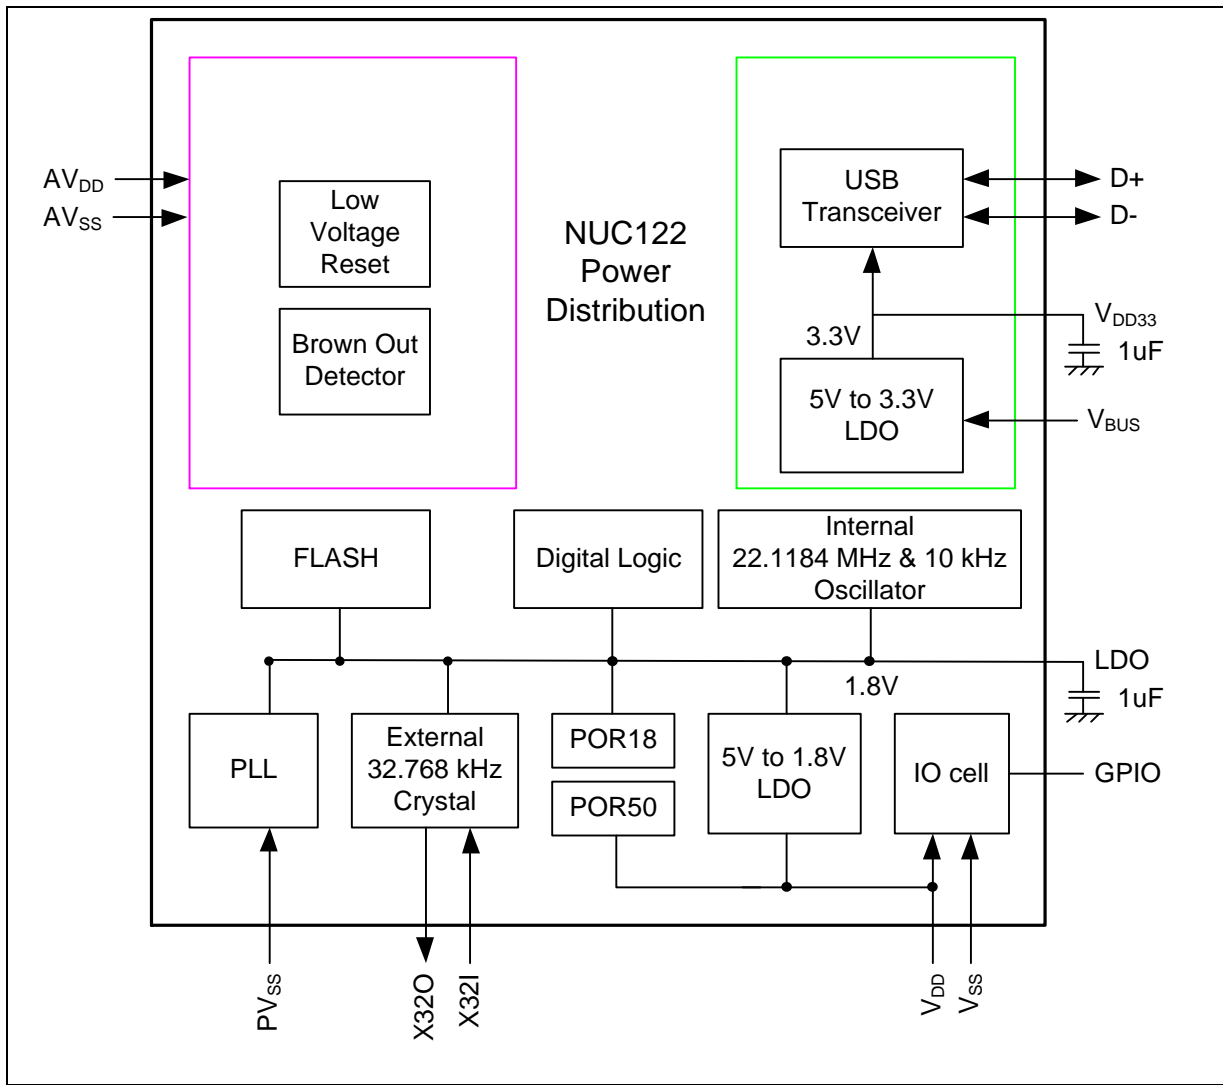 AVDD
AVSS
Low
Voltage
Reset
Brown Out
Detector
NUC122
Power
Distribution
USB
Transceiver
D+
D-
3.3V
VDD33
1uF
5V to 3.3V
LDO
VBUS
FLASH
Digital Logic
Internal
22.1184 MHz & 10 kHz
Oscillator
1.8V
LDO
1uF
PLL
External
32.768 kHz
Crystal
POR18
POR50
5V to 1.8V
LDO
IO cell
GPIO
PVSS
X32O
X32I
VDD
VSS